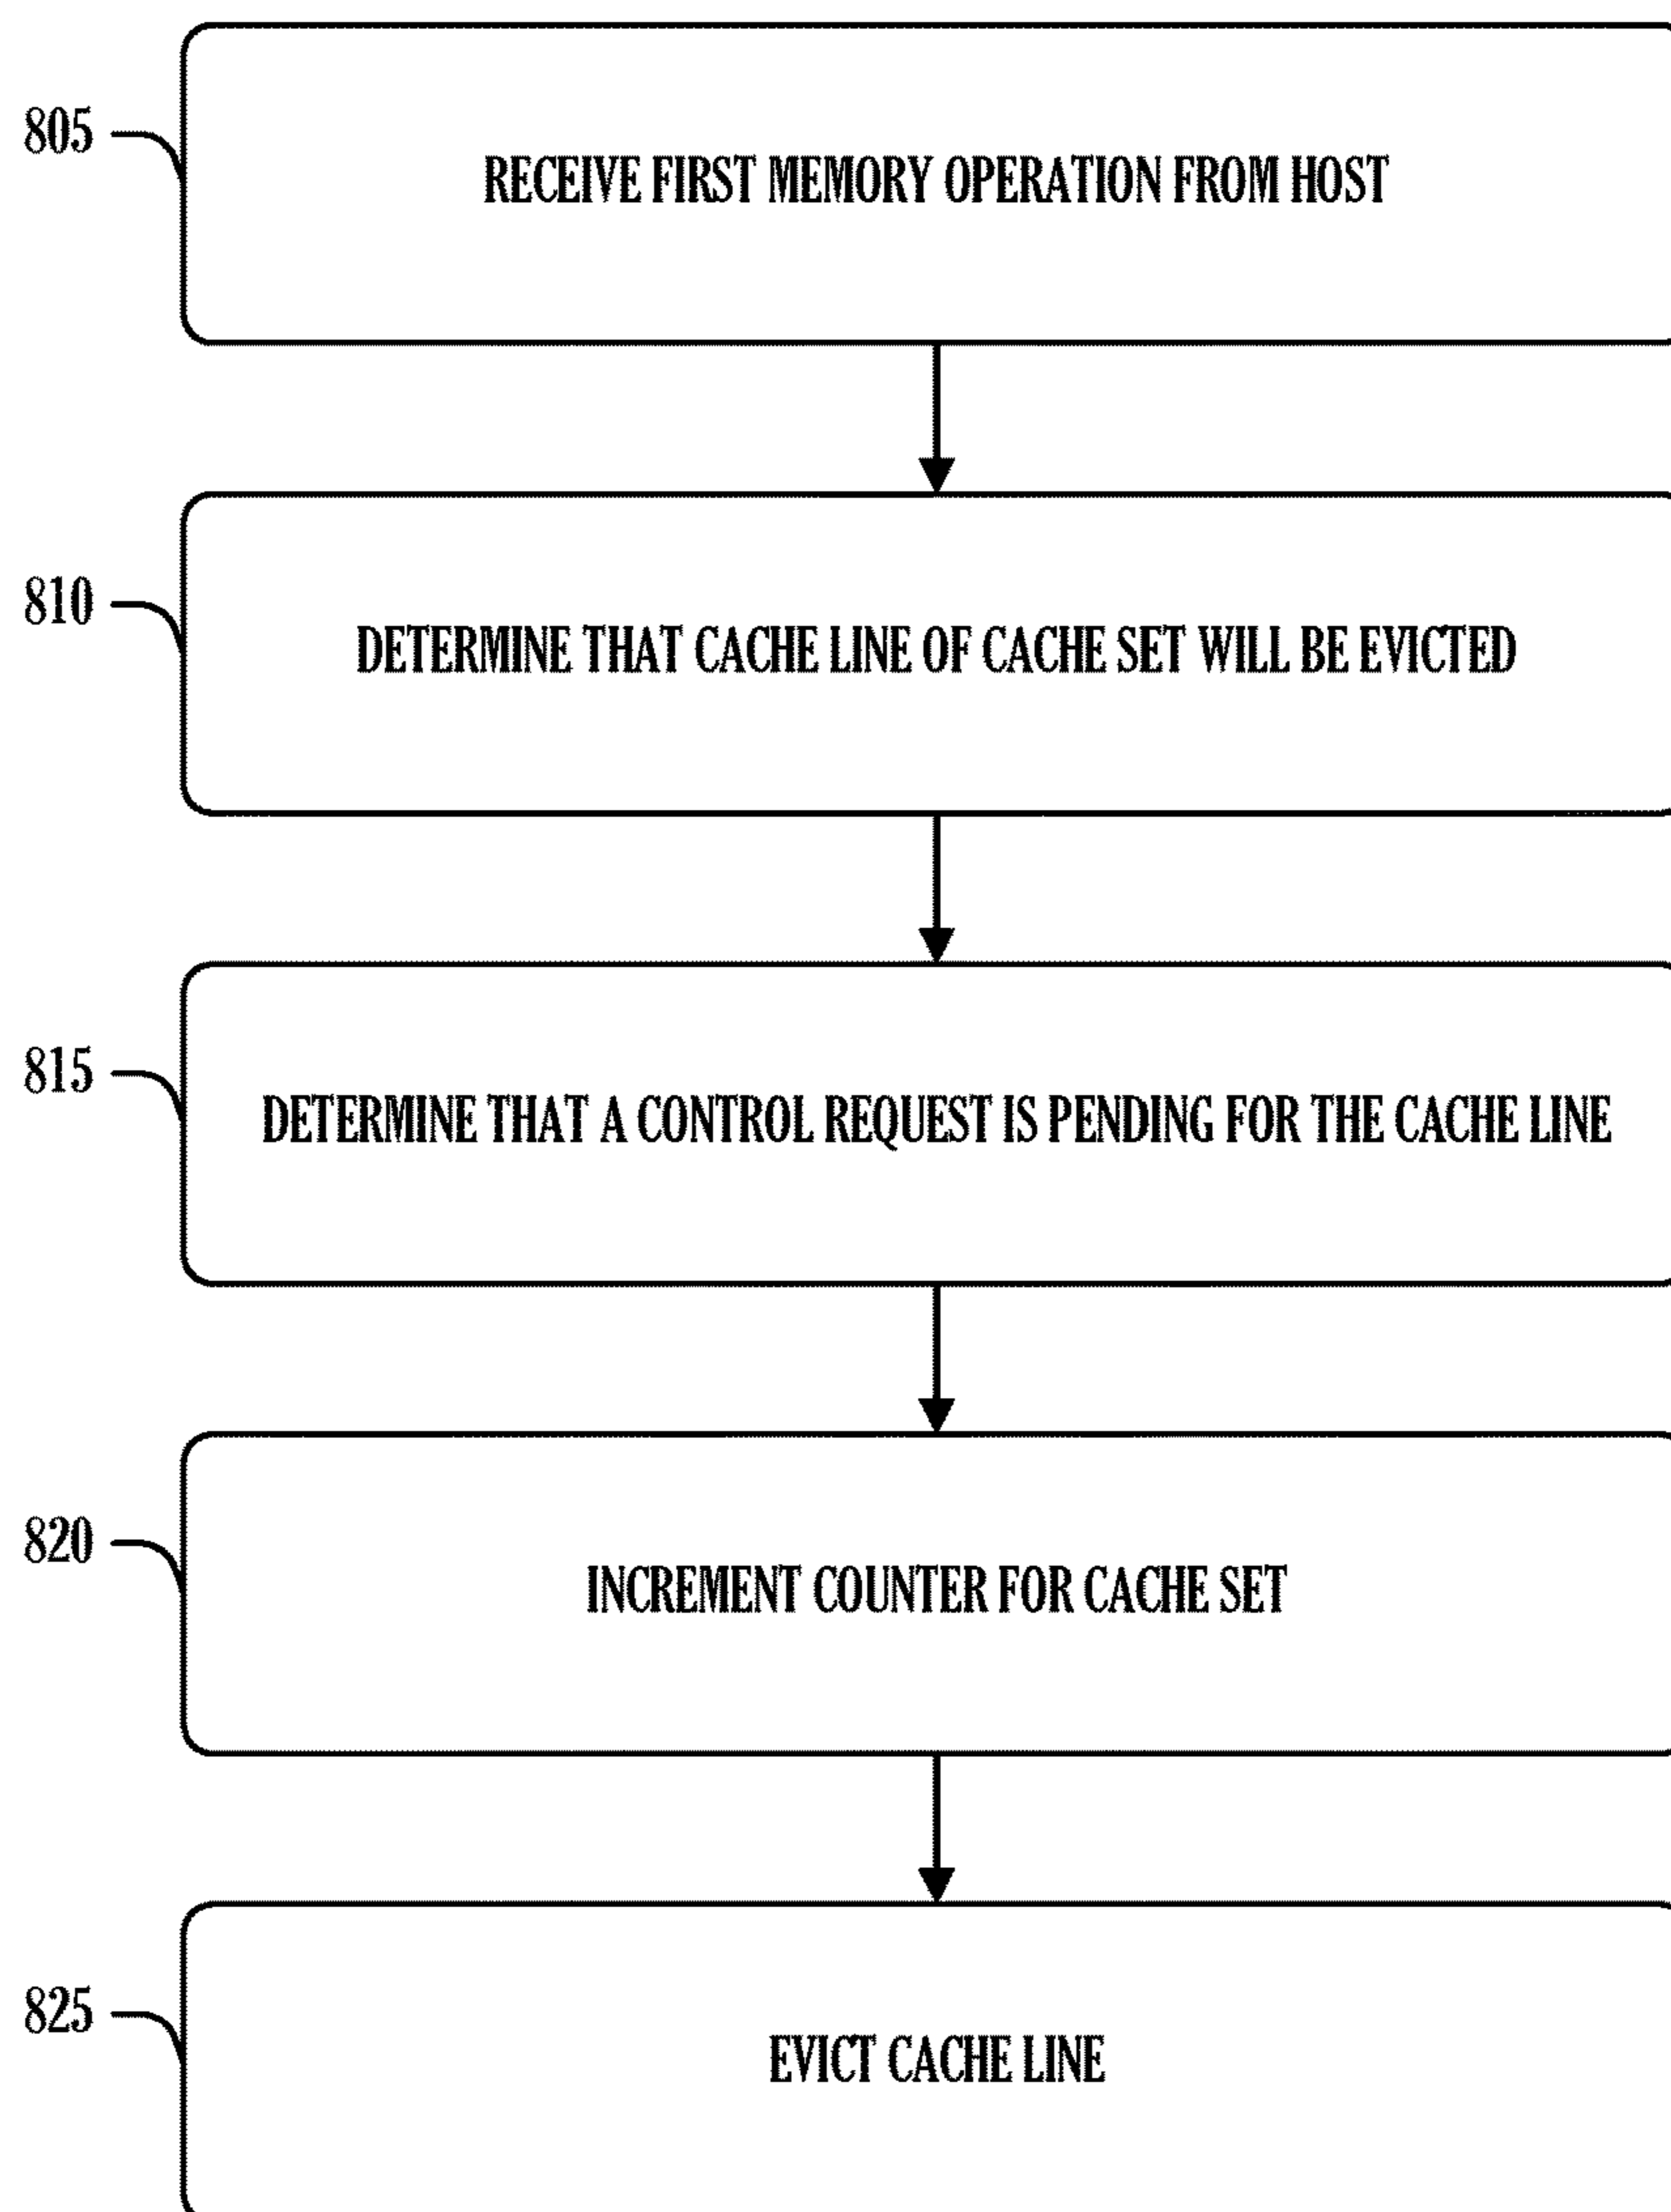 805
RECEIVE FIRST MEMORY OPERATION FROM HOST
810
DETERMINE THAT CACHE LINE OF CACHE SET WILL BE EVICTED
815
DETERMINE THAT A CONTROL REQUEST IS PENDING FOR THE CACHE LINE
820
INCREMENT COUNTER FOR CACHE SET
825
EVICT CACHE LINE